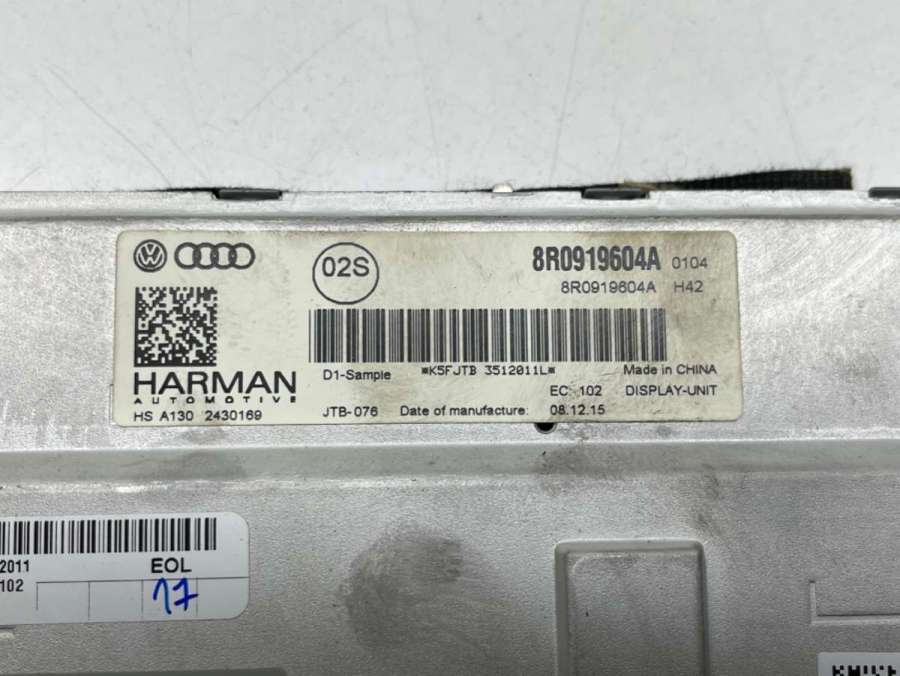 VW
02S
8R0919604A 0104
8R0919604A H42
*K5FJTB 3512011L*
D1-Sample
Made in CHINA
HARMAN
AUTOMOTIVE
EC: 102 DISPLAY-UNIT
HS A130 2430169
JTB-076 Date of manufacture: 08.12.15
2011 EOL
102
17